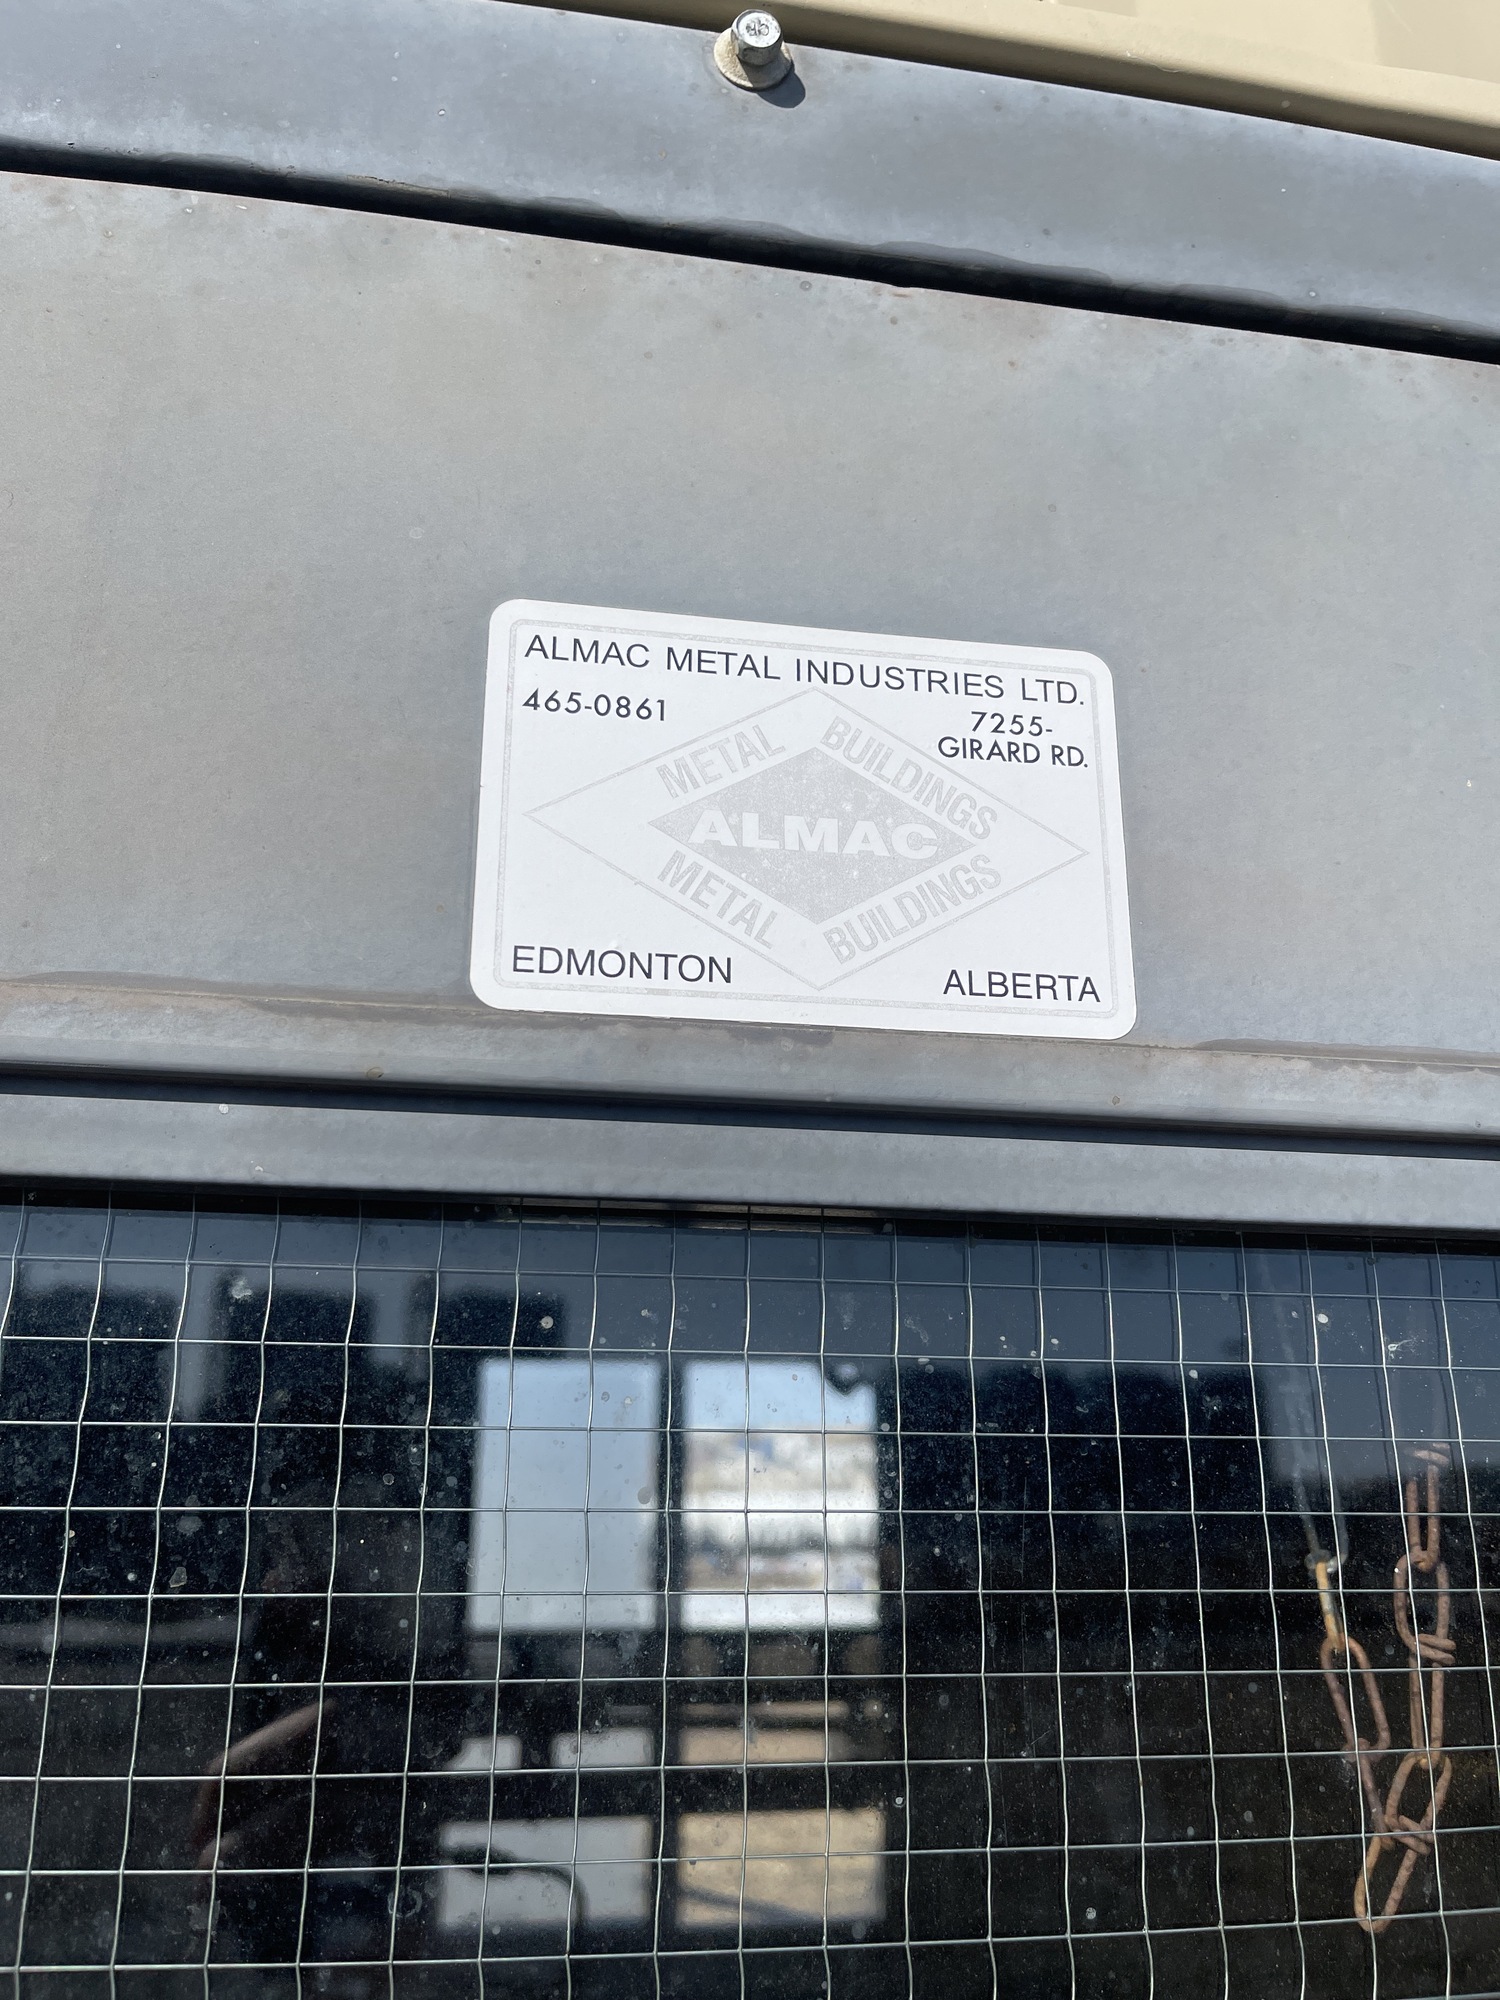 ALMAC METAL INDUSTRIES LTD.
465-0861
7255-
GIRARD RD.
METAL BUILDINGS
ALMAC
METAL BUILDINGS
EDMONTON
ALBERTA